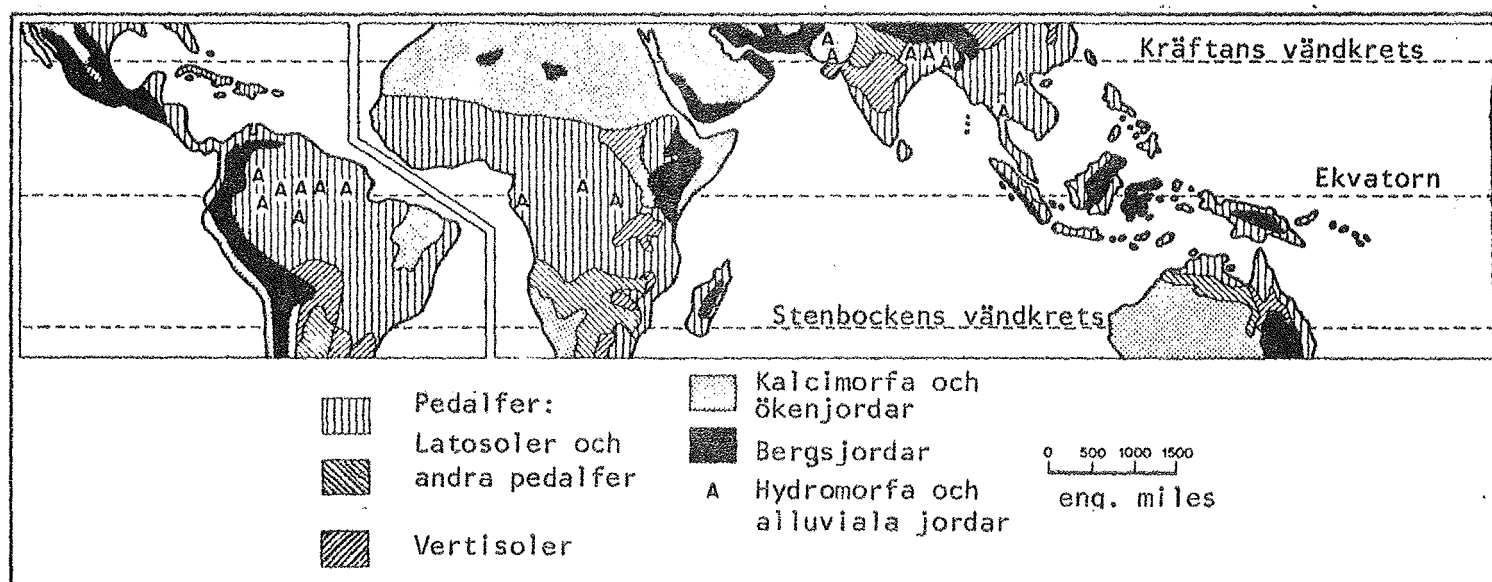 Kräftans vändkrets
Ekvatorn
Stenbockens vändkrets
A A A A A A A A A A A A A A A A A A
Pedalfer:
Latosoler och
andra pedalfer
Vertisoler
Kalcimorfa och
ökenjordar
Bergsjordar
A Hydromorfa och
alluviala jordar
0 500 1000 1500
eng. miles